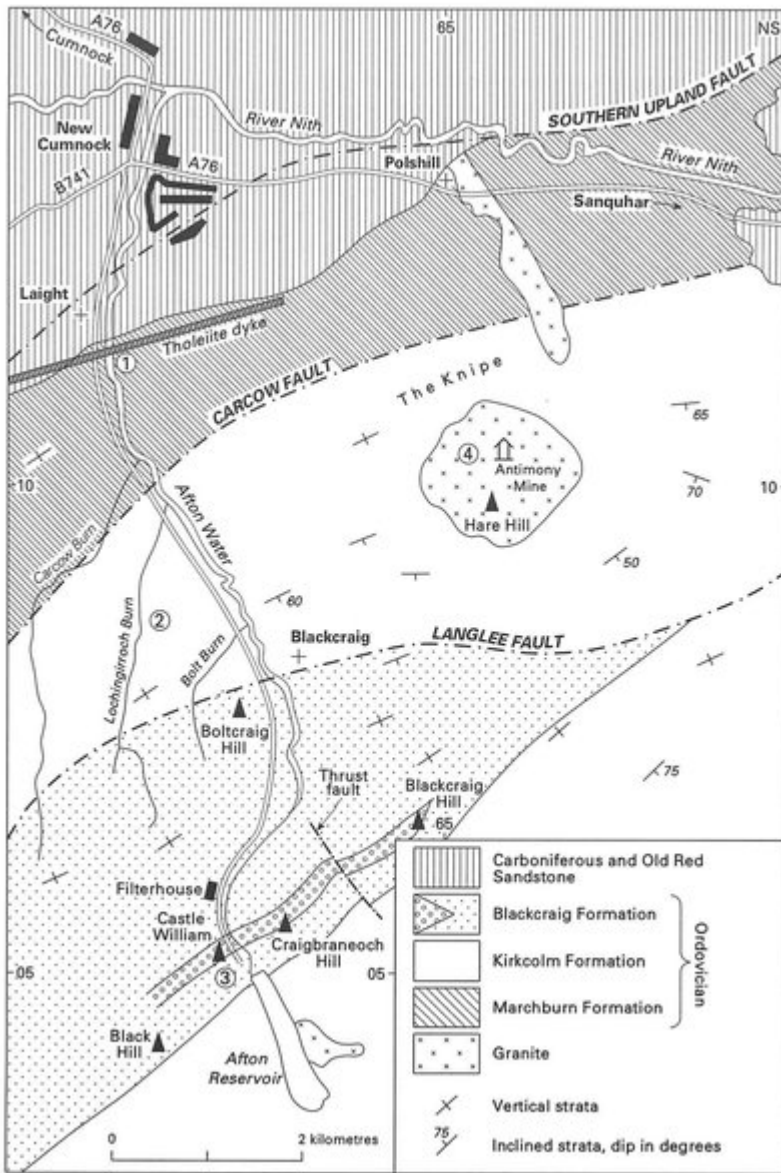 A76
65
NS
Cumnock
River Nith
SOUTHERN UPLAND FAULT
New
Cumnock
A76
Polshill
River Nith
B741
Sanquhar
Laight
Tholeiite dyke
1
CARCOW FAULT
The Knipe
65
4
Antimony
Mine
10
10
70
Hare Hill
Afton Water
Carcow Burn
50
2
60
Lochingirroch Burn
Bolt Burn
Blackcraig
LANGLEE FAULT
Boltcraig
Hill
75
Thrust
fault
Blackcraig
Hill
65
Filterhouse
Castle
William
Craigbraneoch
Hill
05
3
05
Black
Hill
Afton
Reservoir
0 2 kilometres
Carboniferous and Old Red
Sandstone
Blackcraig Formation
Kirkcolm Formation
Marchburn Formation
Ordovician
Granite
Vertical strata
75
Inclined strata, dip in degrees